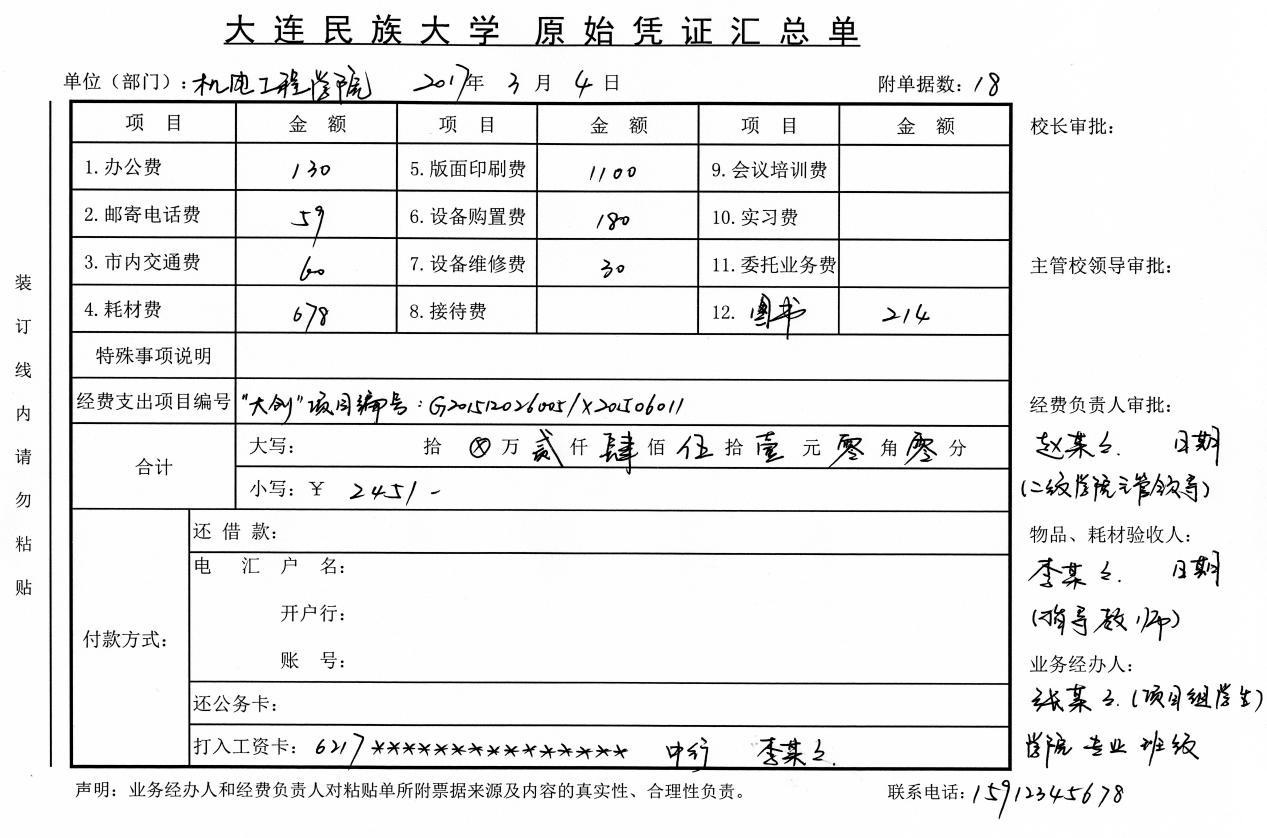 大连民族大学 原始凭证汇总单
单位（部门）：机电工程学院 2017年 3月 4日 附单据数：18
项 目 金 额 项 目 金 额 项 目 金 额
1.办公费 130 5.版面印刷费 1100 9.会议培训费
2.邮寄电话费 59 6.设备购置费 180 10.实习费
3.市内交通费 60 7.设备维修费 30 11.委托业务费
4.耗材费 678 8.接待费 12. 图书 214
特殊事项说明
经费支出项目编号 "大创"项目编号：G201512026005/X201506011
合计
大写： 拾 ⊗万 贰仟 肆佰 伍拾 壹元 零角 零分
小写：￥ 2451-
付款方式：
还 借 款：
电 汇 户 名：
开户行：
账 号：
还公务卡：
打入工资卡：6217*************** 中行 李某某
声明：业务经办人和经费负责人对粘贴单所附票据来源及内容的真实性、合理性负责。
联系电话：15912345678
校长审批：
主管校领导审批：
经费负责人审批：
赵某某. 日期
(二级学院主管领导)
物品、耗材验收人：
李某某. 日期
(指导教师)
业务经办人：
张某某.(项目组学生)
学院 专业 班级
装订线内请勿粘贴